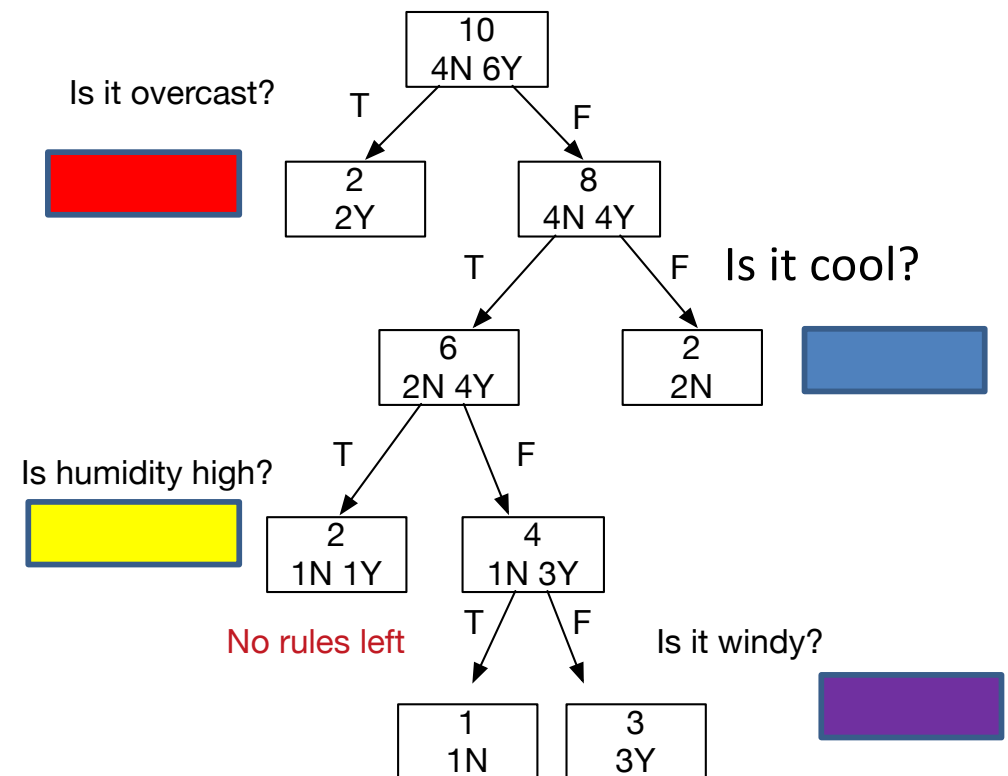 10
4N 6Y
Is it overcast?
T
F
2
2Y
8
4N 4Y
T
F
Is it cool?
6
2N 4Y
2
2N
T
F
Is humidity high?
2
1N 1Y
4
1N 3Y
No rules left
T
F
Is it windy?
1
1N
3
3Y